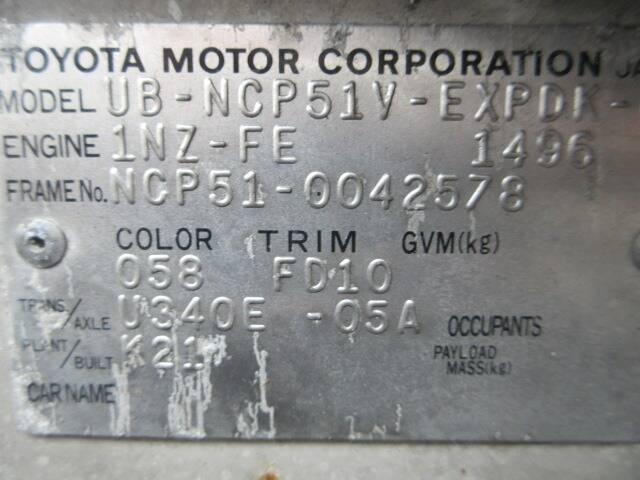 TOYOTA MOTOR CORPORATION JA
MODEL UB-NCP51V-EXPDK-
ENGINE 1NZ-FE 1496
FRAME No. NCP51-0042578
COLOR TRIM GVM(kg)
058 FD10
TRANS/AXLE U340E -05A OCCUPANTS
PLANT/BUILT K21 PAYLOAD MASS(kg)
CAR NAME